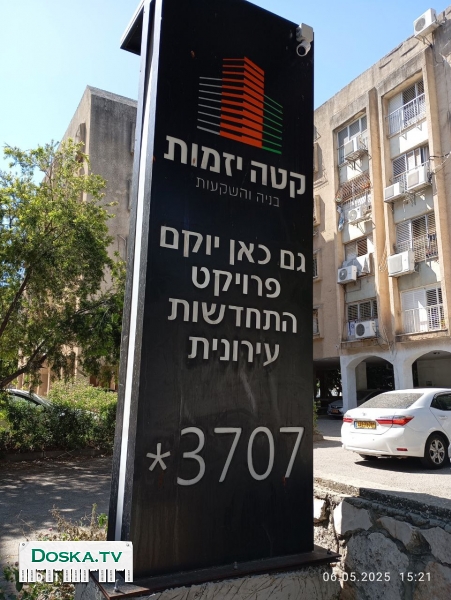 קטה יזמות
בניה והשקעות
גם כאן יוקם
פרויקט
התחדשות
עירונית
*3707
DOSKA.TV
06.05.2025 15:21